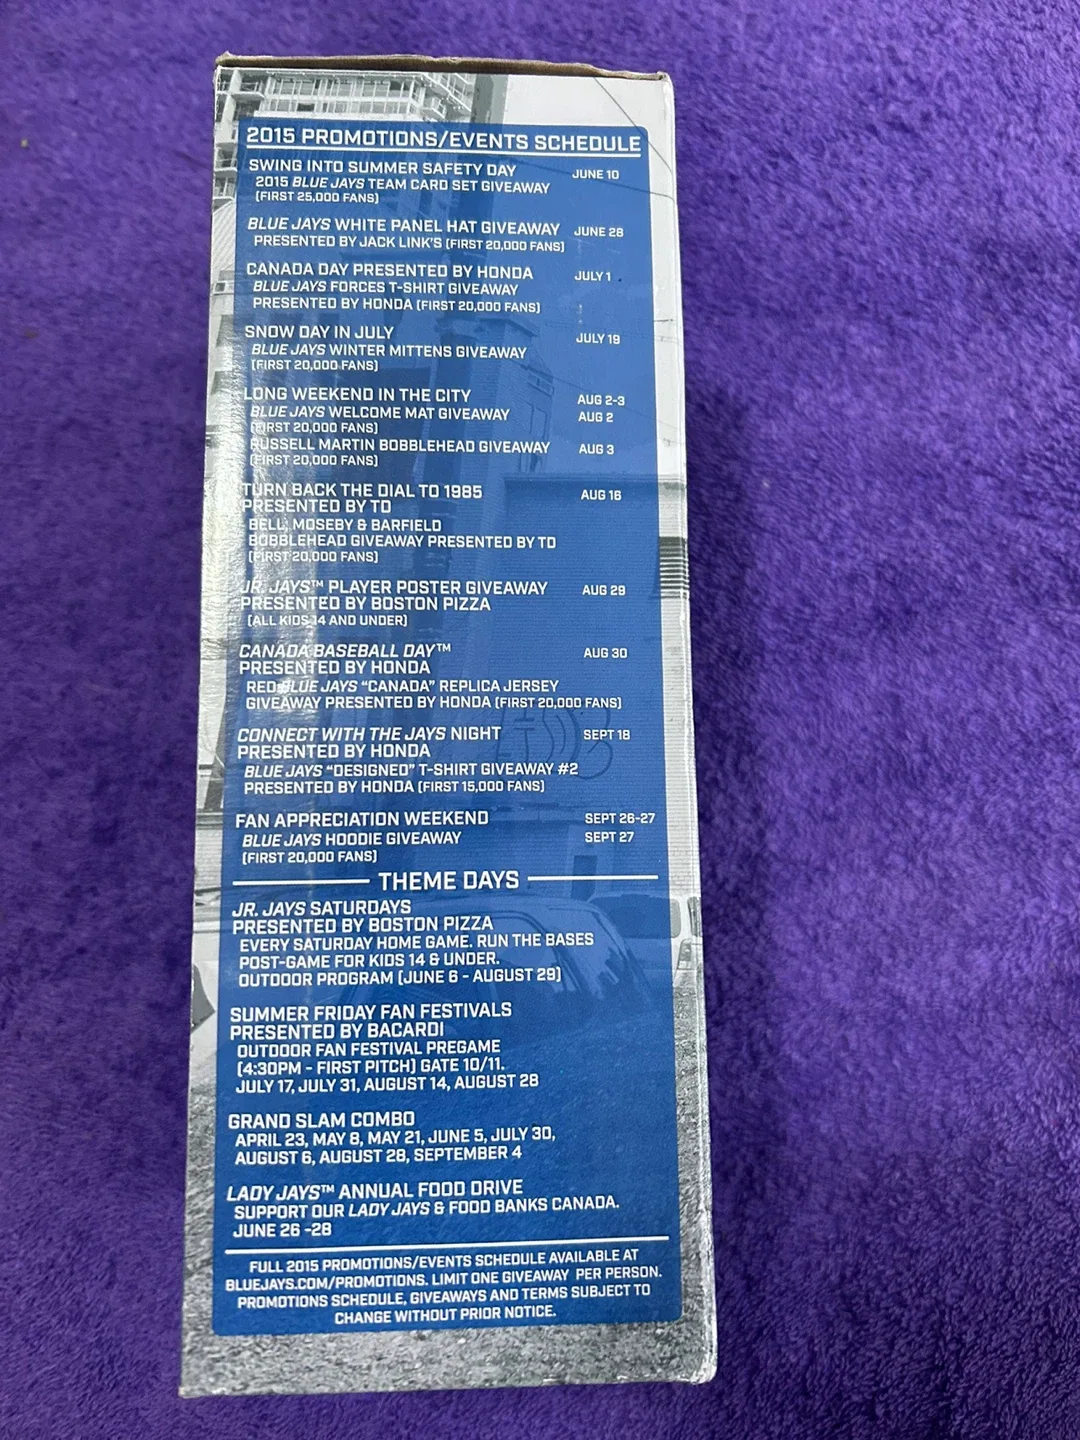 2015 PROMOTIONS/EVENTS SCHEDULE
SWING INTO SUMMER SAFETY DAY JUNE 10
2015 BLUE JAYS TEAM CARD SET GIVEAWAY
(FIRST 25,000 FANS)
BLUE JAYS WHITE PANEL HAT GIVEAWAY JUNE 28
PRESENTED BY JACK LINK'S (FIRST 20,000 FANS)
CANADA DAY PRESENTED BY HONDA JULY 1
BLUE JAYS FORCES T-SHIRT GIVEAWAY
PRESENTED BY HONDA (FIRST 20,000 FANS)
SNOW DAY IN JULY JULY 19
BLUE JAYS WINTER MITTENS GIVEAWAY
(FIRST 20,000 FANS)
LONG WEEKEND IN THE CITY AUG 2-3
BLUE JAYS WELCOME MAT GIVEAWAY AUG 2
(FIRST 20,000 FANS)
RUSSELL MARTIN BOBBLEHEAD GIVEAWAY AUG 3
(FIRST 20,000 FANS)
TURN BACK THE DIAL TO 1985 AUG 16
PRESENTED BY TD
BELL, MOSEBY & BARFIELD
BOBBLEHEAD GIVEAWAY PRESENTED BY TD
(FIRST 20,000 FANS)
JR. JAYS™ PLAYER POSTER GIVEAWAY AUG 29
PRESENTED BY BOSTON PIZZA
(ALL KIDS 14 AND UNDER)
CANADA BASEBALL DAY™ AUG 30
PRESENTED BY HONDA
RED BLUE JAYS "CANADA" REPLICA JERSEY
GIVEAWAY PRESENTED BY HONDA (FIRST 20,000 FANS)
CONNECT WITH THE JAYS NIGHT SEPT 18
PRESENTED BY HONDA
BLUE JAYS "DESIGNED" T-SHIRT GIVEAWAY #2
PRESENTED BY HONDA (FIRST 15,000 FANS)
FAN APPRECIATION WEEKEND SEPT 26-27
BLUE JAYS HOODIE GIVEAWAY SEPT 27
(FIRST 20,000 FANS)
THEME DAYS
JR. JAYS SATURDAYS
PRESENTED BY BOSTON PIZZA
EVERY SATURDAY HOME GAME. RUN THE BASES
POST-GAME FOR KIDS 14 & UNDER.
OUTDOOR PROGRAM (JUNE 6 - AUGUST 29)
SUMMER FRIDAY FAN FESTIVALS
PRESENTED BY BACARDI
OUTDOOR FAN FESTIVAL PREGAME
(4:30PM - FIRST PITCH) GATE 10/11.
JULY 17, JULY 31, AUGUST 14, AUGUST 28
GRAND SLAM COMBO
APRIL 23, MAY 8, MAY 21, JUNE 5, JULY 30,
AUGUST 6, AUGUST 28, SEPTEMBER 4
LADY JAYS™ ANNUAL FOOD DRIVE
SUPPORT OUR LADY JAYS & FOOD BANKS CANADA.
JUNE 26 -28
FULL 2015 PROMOTIONS/EVENTS SCHEDULE AVAILABLE AT
BLUEJAYS.COM/PROMOTIONS. LIMIT ONE GIVEAWAY PER PERSON.
PROMOTIONS SCHEDULE, GIVEAWAYS AND TERMS SUBJECT TO
CHANGE WITHOUT PRIOR NOTICE.